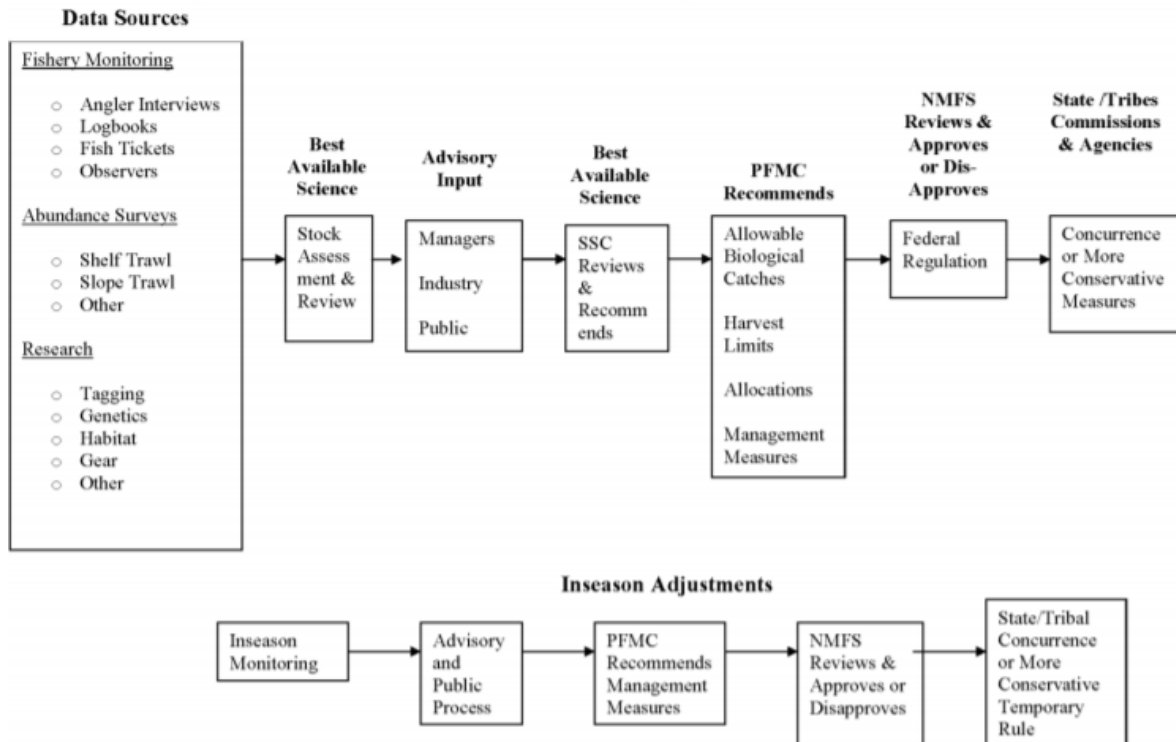 Data Sources
Fishery Monitoring
Angler Interviews
Logbooks
Fish Tickets
Observers
Abundance Surveys
Shelf Trawl
Slope Trawl
Other
Research
Tagging
Genetics
Habitat
Gear
Other
Best
Available
Science
Stock
Assess
ment &
Review
Advisory
Input
Managers
Industry
Public
Best
Available
Science
SSC
Reviews
&
Recomm
ends
PFMC
Recommends
Allowable
Biological
Catches
Harvest
Limits
Allocations
Management
Measures
NMFS
Reviews &
Approves
or Dis-
Approves
Federal
Regulation
State /Tribes
Commissions
& Agencies
Concurrence
or More
Conservative
Measures
Inseason Adjustments
Inseason
Monitoring
Advisory
and
Public
Process
PFMC
Recommends
Management
Measures
NMFS
Reviews &
Approves or
Disapproves
State/Tribal
Concurrence
or More
Conservative
Temporary
Rule